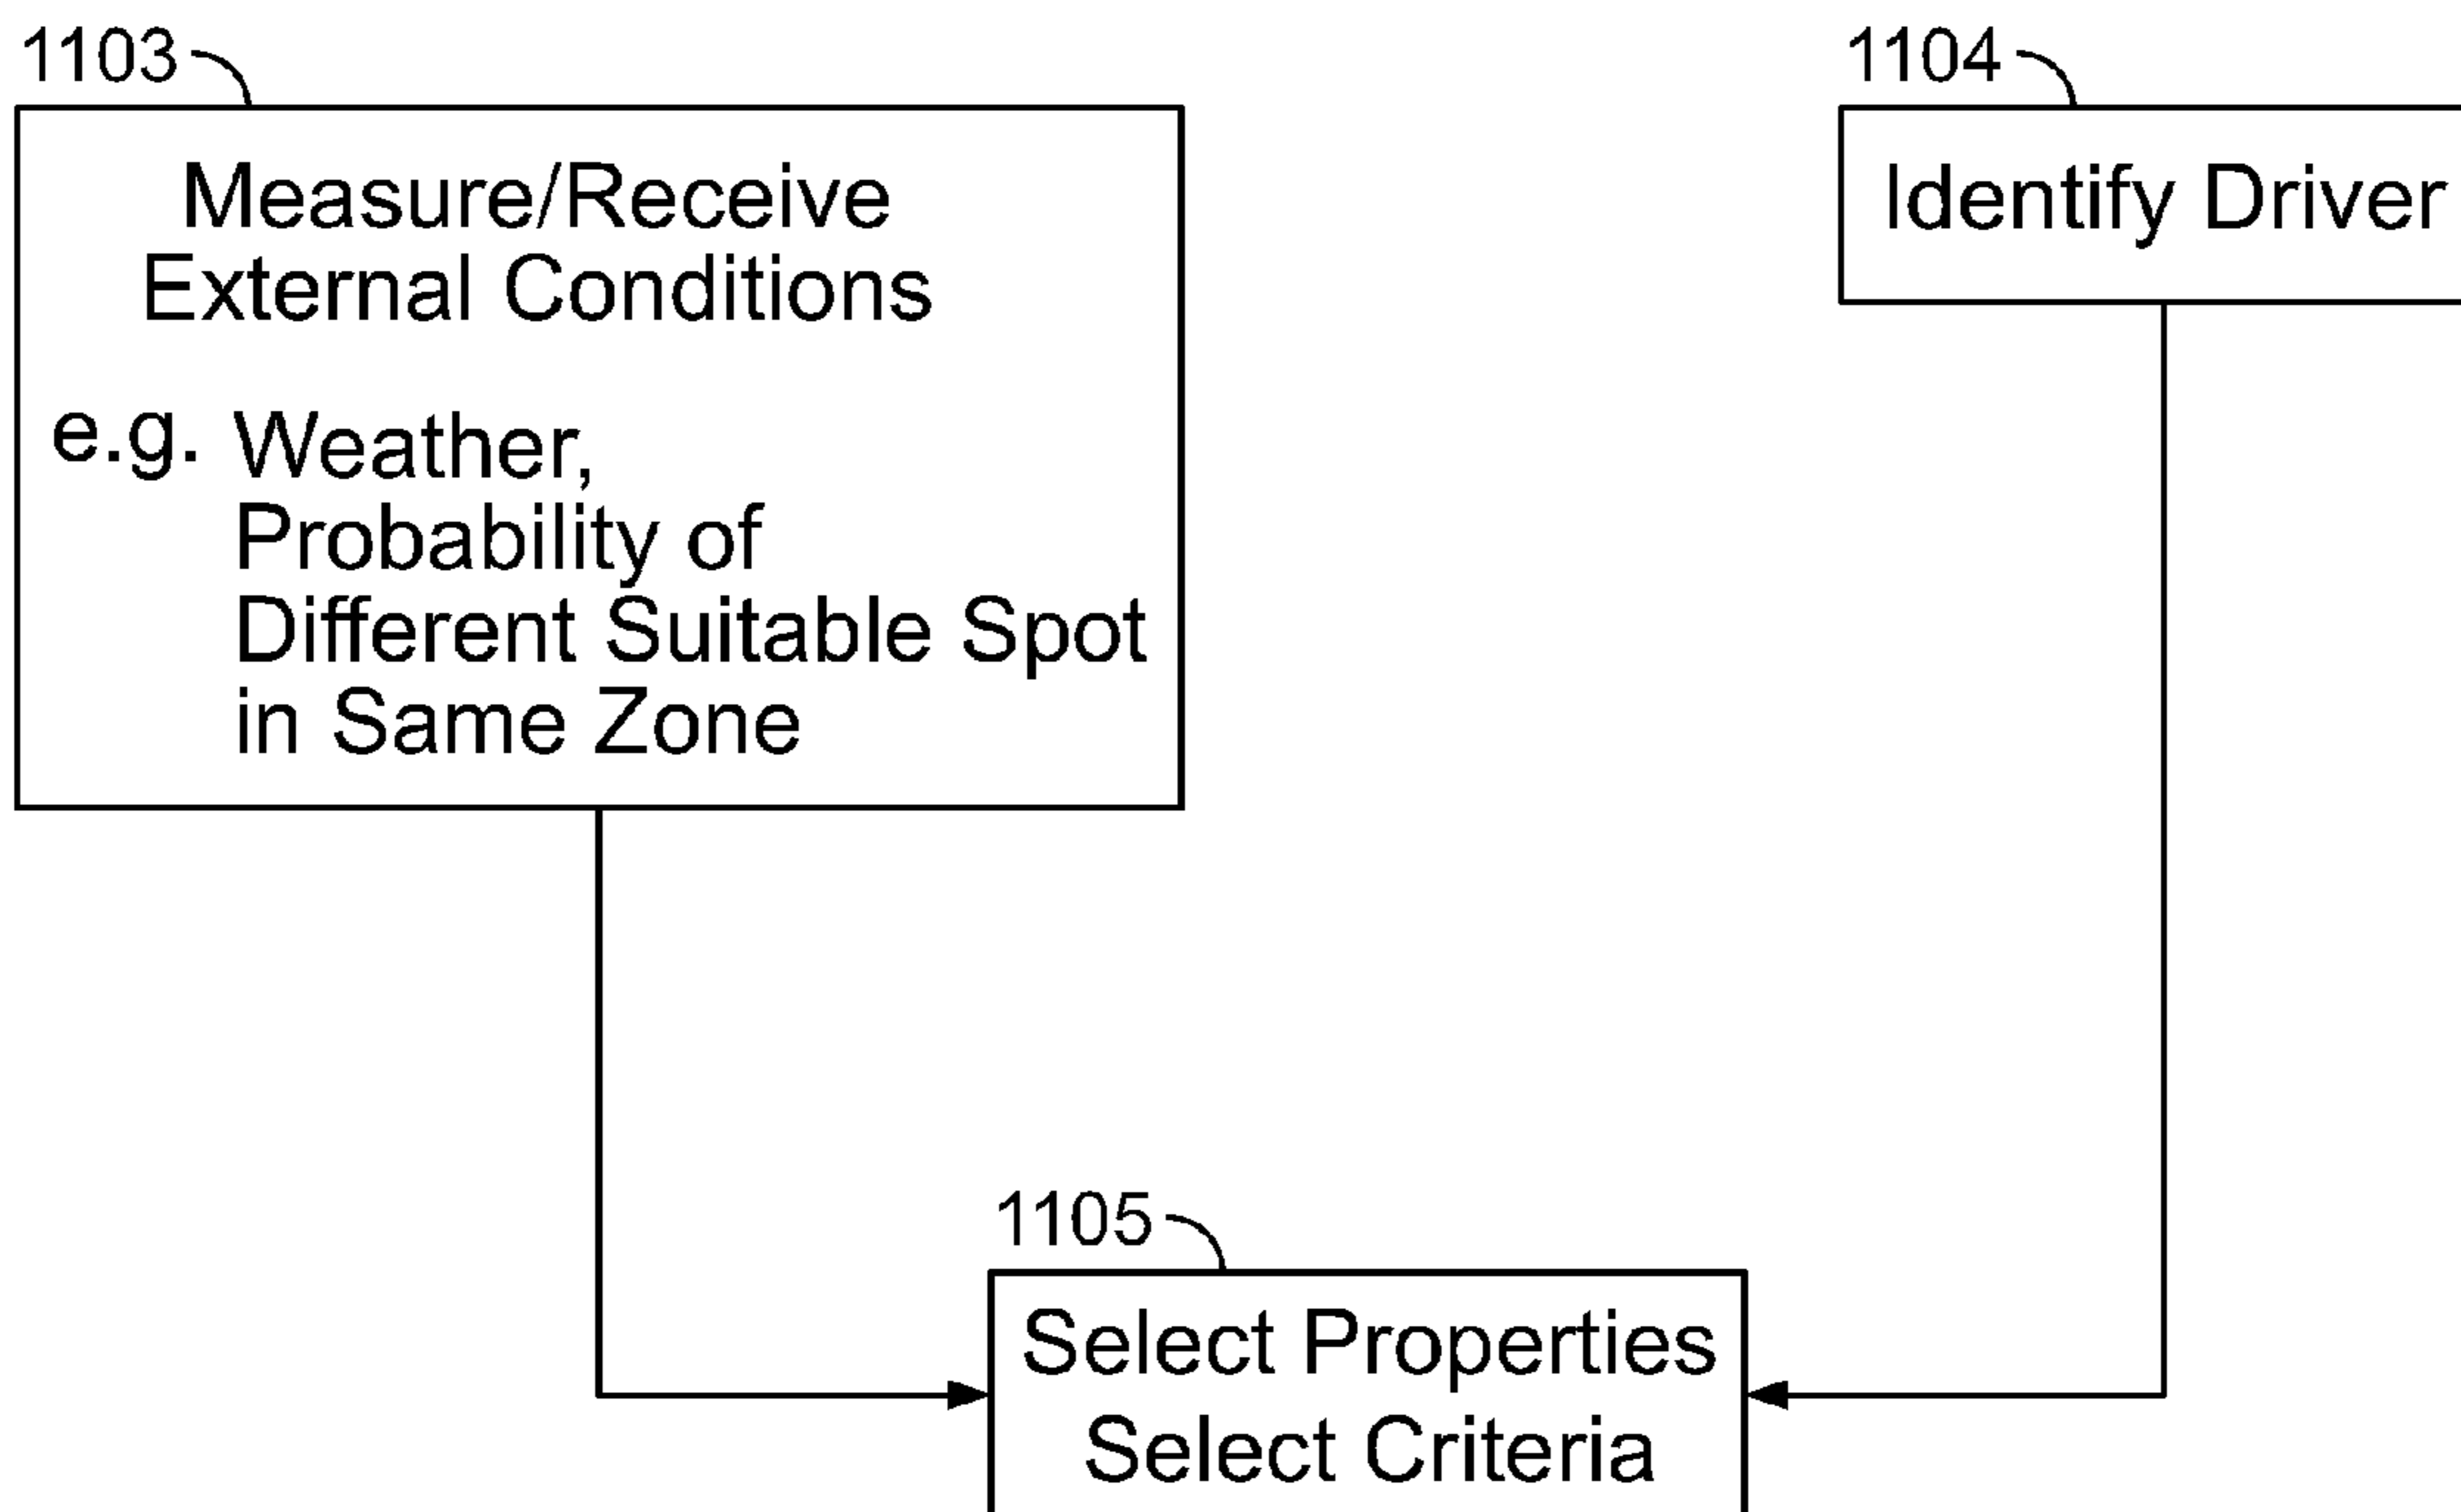 1103
Measure/Receive
External Conditions
e.g. Weather,
Probability of
Different Suitable Spot
in Same Zone
1104
Identify Driver
1105
Select Properties
Select Criteria